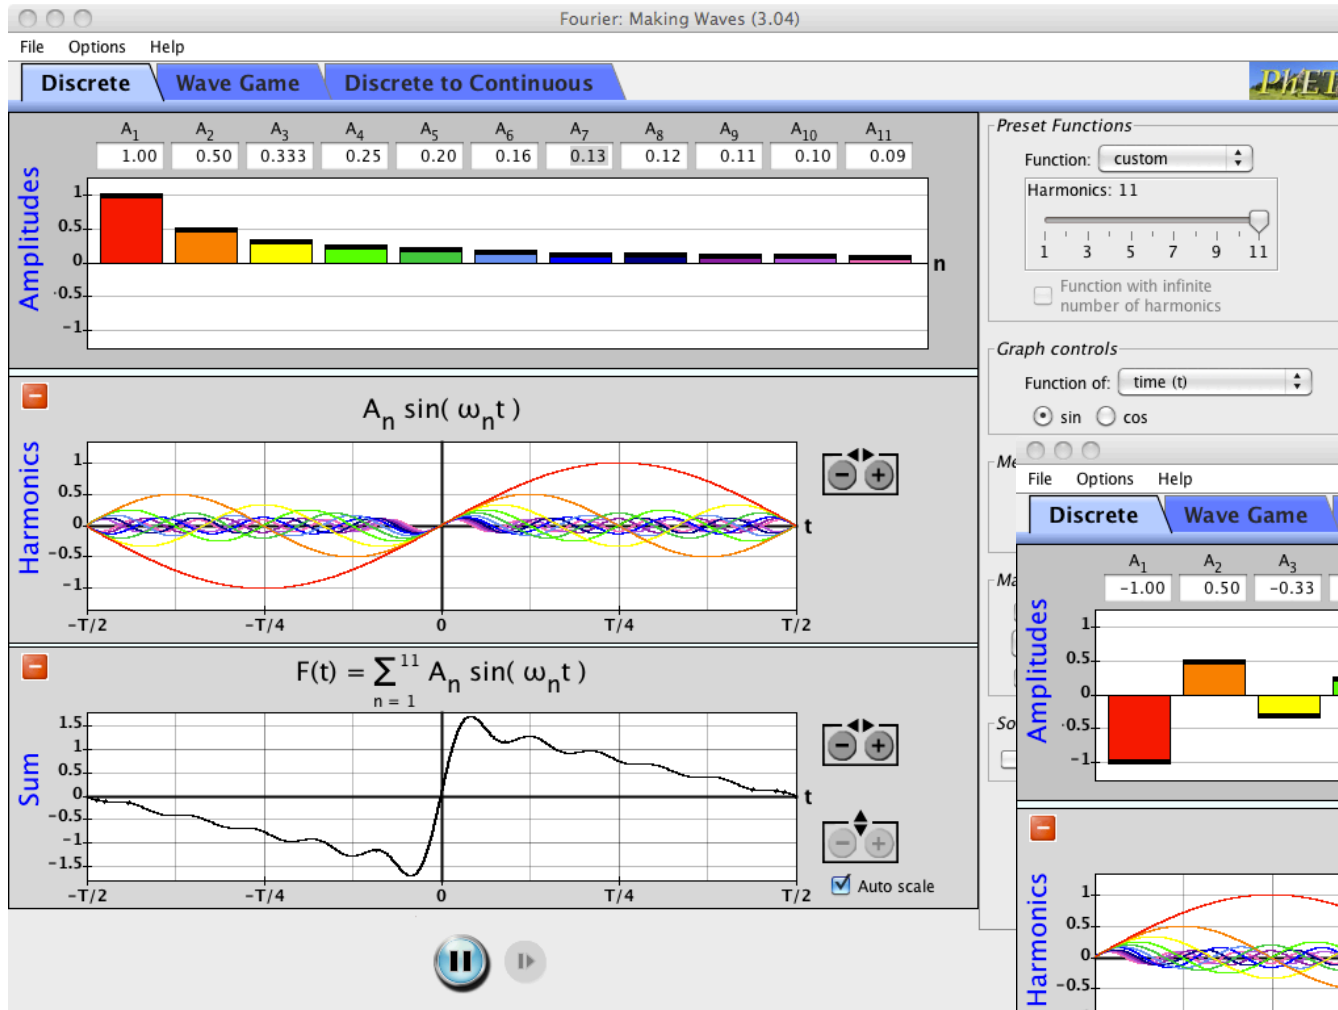 Fourier: Making Waves (3.04)
File Options Help
Discrete Wave Game Discrete to Continuous
PhET
A1 A2 A3 A4 A5 A6 A7 A8 A9 A10 A11
1.00 0.50 0.333 0.25 0.20 0.16 0.13 0.12 0.11 0.10 0.09
Amplitudes
1
0.5
0
-0.5
-1
n
Preset Functions
Function: custom
Harmonics: 11
1 3 5 7 9 11
Function with infinite
number of harmonics
Graph controls
Function of: time (t)
sin cos
An sin( ωnt )
Harmonics
1
0.5
0
-0.5
-1
t
-T/2 -T/4 0 T/4 T/2
F(t) = ∑ An sin( ωnt )
11
n = 1
Sum
1.5
1
0.5
0
-0.5
-1
-1.5
t
-T/2 -T/4 0 T/4 T/2
Auto scale
Me
Ma
So
File Options Help
Discrete Wave Game
A1 A2 A3
-1.00 0.50 -0.33
Amplitudes
1
0.5
0
-0.5
-1
Harmonics
1
0.5
0
-0.5